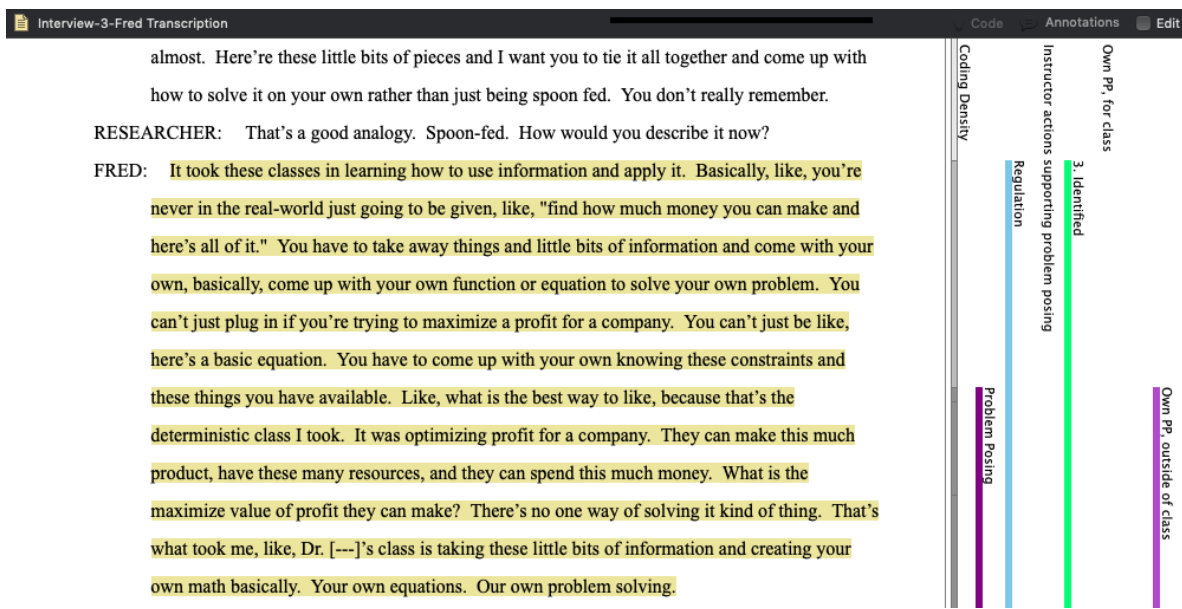 Interview-3-Fred Transcription
Code
Annotations
Edit
almost. Here’re these little bits of pieces and I want you to tie it all together and come up with
how to solve it on your own rather than just being spoon fed. You don’t really remember.
RESEARCHER: That’s a good analogy. Spoon-fed. How would you describe it now?
FRED: It took these classes in learning how to use information and apply it. Basically, like, you’re
never in the real-world just going to be given, like, "find how much money you can make and
here’s all of it." You have to take away things and little bits of information and come with your
own, basically, come up with your own function or equation to solve your own problem. You
can’t just plug in if you’re trying to maximize a profit for a company. You can’t just be like,
here’s a basic equation. You have to come up with your own knowing these constraints and
these things you have available. Like, what is the best way to like, because that’s the
deterministic class I took. It was optimizing profit for a company. They can make this much
product, have these many resources, and they can spend this much money. What is the
maximize value of profit they can make? There’s no one way of solving it kind of thing. That’s
what took me, like, Dr. [---]’s class is taking these little bits of information and creating your
own math basically. Your own equations. Our own problem solving.
Coding Density
Problem Posing
Regulation
Instructor actions supporting problem posing
3. Identified
Own PP, for class
Own PP, outside of class